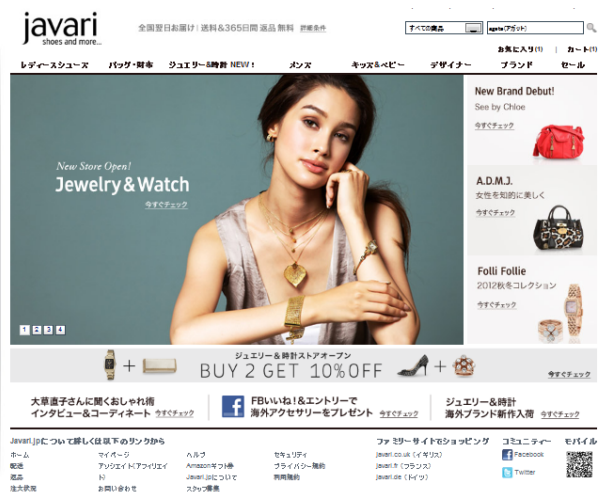 javari
shoes and more...
全国翌日お届け | 送料&365日間 返品 無料 詳細条件
すべての商品
agete(アガット)
お気に入り(1) | カート(1)
レディースシューズ バッグ・財布 ジュエリー&時計 NEW! メンズ キッズ&ベビー デザイナー ブランド セール
New Store Open!
Jewelry & Watch
今すぐチェック
1 2 3 4
New Brand Debut!
See by Chloe
今すぐチェック
A.D.M.J.
女性を知的に美しく
今すぐチェック
Folli Follie
2012秋冬コレクション
今すぐチェック
ジュエリー&時計ストアオープン
BUY 2 GET 10%OFF
今すぐチェック
大草直子さんに聞くおしゃれ術
インタビュー&コーディネート 今すぐチェック
FBいいね!&エントリーで
海外アクセサリーをプレゼント 今すぐチェック
ジュエリー&時計
海外ブランド新作入荷 今すぐチェック
Javari.jpについて詳しくは以下のリンクから
ホーム
配送
返品
お問い合わせ
マイページ
アソシエイト(アフィリエイト)
ヘルプ
Amazonギフト券
Javari.jpについて
スタッフ募集
セキュリティ
プライバシー規約
利用規約
ファミリーサイトでショッピング
javari.co.uk (イギリス)
javari.fr (フランス)
javari.de (ドイツ)
コミュニティー
Facebook
Twitter
モバイル